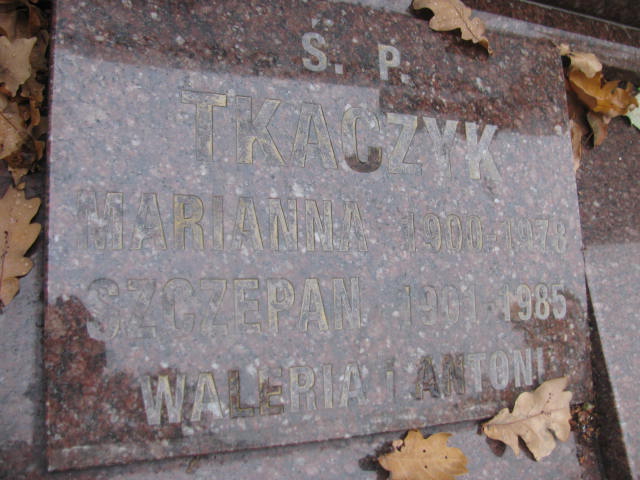 Ś. P.
TKACZYK
MARIANNA 1900-1978
SZCZEPAN 1901-1985
WALERIA i ANTONI